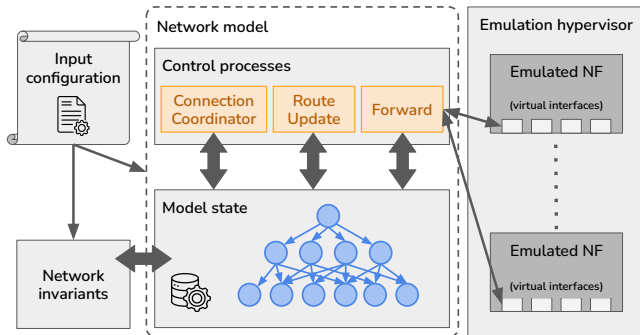 Input
configuration
Network model
Control processes
Connection
Coordinator
Route
Update
Forward
Model state
Network
invariants
Emulation hypervisor
Emulated NF
(virtual interfaces)
Emulated NF
(virtual interfaces)